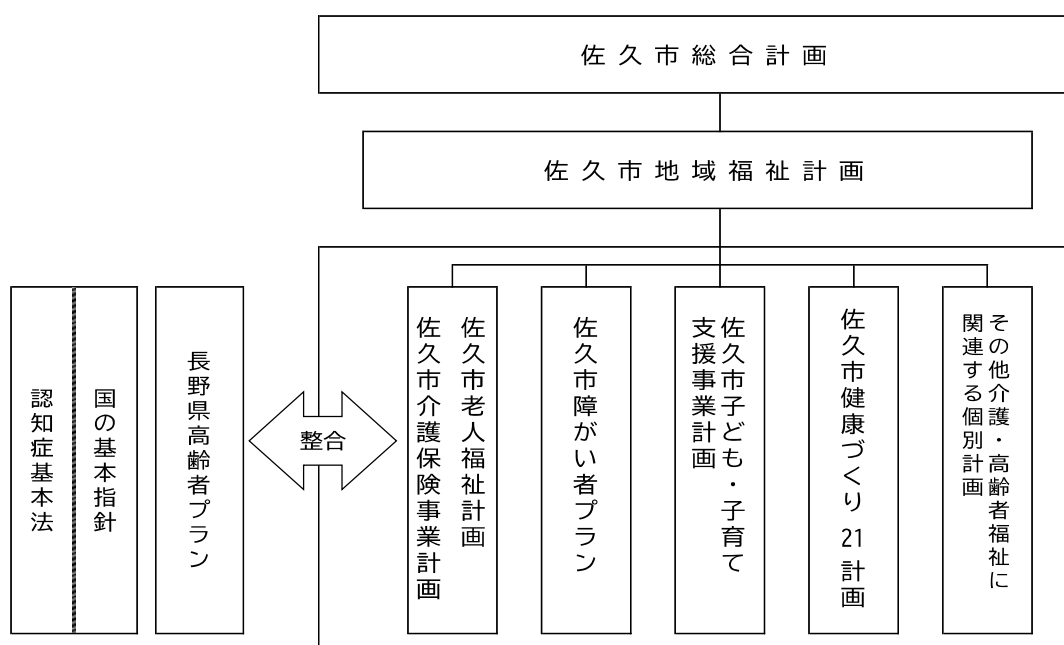 佐久市総合計画
佐久市地域福祉計画
認知症基本法
国の基本指針
長野県高齢者プラン
整合
佐久市老人福祉計画
佐久市介護保険事業計画
佐久市障がい者プラン
佐久市子ども・子育て
支援事業計画
佐久市健康づくり21計画
その他介護・高齢者福祉に
関連する個別計画